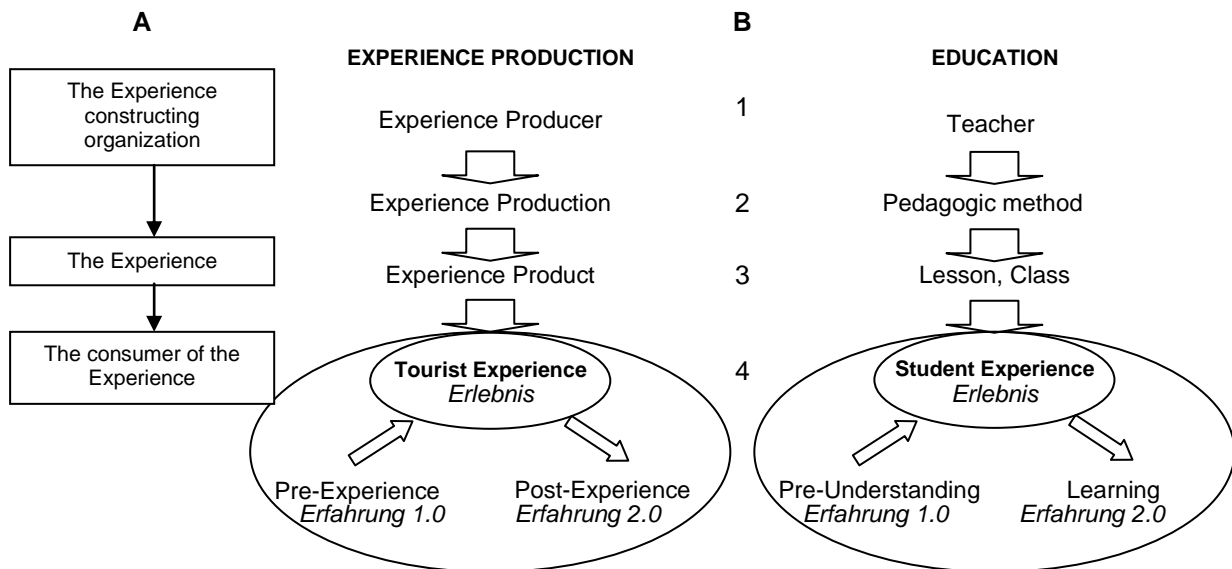 A
The Experience
constructing
organization
The Experience
The consumer of the
Experience
B
EXPERIENCE PRODUCTION
Experience Producer
Experience Production
Experience Product
Tourist Experience
Erlebnis
Pre-Experience
Erfahrung 1.0
Post-Experience
Erfahrung 2.0
1
2
3
4
EDUCATION
Teacher
Pedagogic method
Lesson, Class
Student Experience
Erlebnis
Pre-Understanding
Erfahrung 1.0
Learning
Erfahrung 2.0